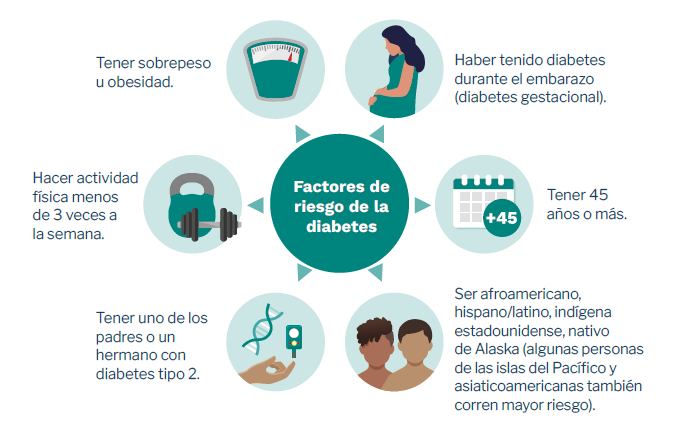 Tener sobrepeso
u obesidad.
Haber tenido diabetes
durante el embarazo
(diabetes gestacional).
Hacer actividad
física menos
de 3 veces a
la semana.
Factores de
riesgo de la
diabetes
+45
Tener 45
años o más.
Tener uno de los
padres o un
hermano con
diabetes tipo 2.
Ser afroamericano,
hispano/latino, indígena
estadounidense, nativo
de Alaska (algunas personas
de las islas del Pacífico y
asiaticoamericanas también
corren mayor riesgo).